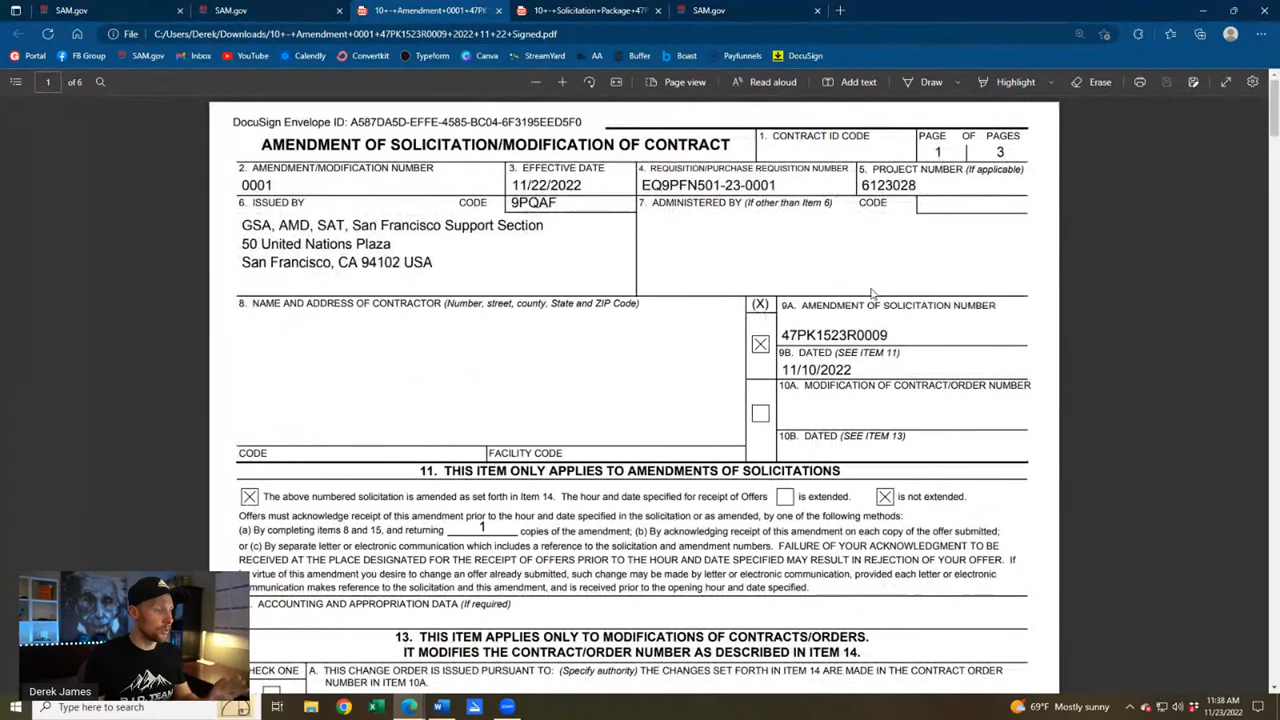 SAM.gov
SAM.gov
10+-+Amendment+0001+47PK
10+-+Solicitation+Package+47P
SAM.gov
File
C:/Users/Derek/Downloads/10+-+Amendment+0001+47PK1523R0009+2022+11+22+Signed.pdf
Portal
FB Group
SAM.gov
Inbox
YouTube
Calendly
Convertkit
Typeform
Canva
StreamYard
AA
Buffer
Boast
Payfunnels
DocuSign
1 of 6
Page view
Read aloud
Add text
Draw
Highlight
Erase
DocuSign Envelope ID: A587DA5D-EFFE-4585-BC04-6F3195EED5F0
AMENDMENT OF SOLICITATION/MODIFICATION OF CONTRACT
1. CONTRACT ID CODE
PAGE OF PAGES
1 3
2. AMENDMENT/MODIFICATION NUMBER
0001
3. EFFECTIVE DATE
11/22/2022
4. REQUISITION/PURCHASE REQUISITION NUMBER
EQ9PFN501-23-0001
5. PROJECT NUMBER (If applicable)
6123028
6. ISSUED BY CODE 9PQAF
7. ADMINISTERED BY (If other than Item 6) CODE
GSA, AMD, SAT, San Francisco Support Section
50 United Nations Plaza
San Francisco, CA 94102 USA
8. NAME AND ADDRESS OF CONTRACTOR (Number, street, county. State and ZIP Code)
(X)
9A. AMENDMENT OF SOLICITATION NUMBER
47PK1523R0009
9B. DATED (SEE ITEM 11)
11/10/2022
10A. MODIFICATION OF CONTRACT/ORDER NUMBER
10B. DATED (SEE ITEM 13)
CODE
FACILITY CODE
11. THIS ITEM ONLY APPLIES TO AMENDMENTS OF SOLICITATIONS
The above numbered solicitation is amended as set forth in Item 14. The hour and date specified for receipt of Offers is extended. is not extended.
Offers must acknowledge receipt of this amendment prior to the hour and date specified in the solicitation or as amended, by one of the following methods:
(a) By completing items 8 and 15, and returning 1 copies of the amendment; (b) By acknowledging receipt of this amendment on each copy of the offer submitted;
or (c) By separate letter or electronic communication which includes a reference to the solicitation and amendment numbers. FAILURE OF YOUR ACKNOWLEDGMENT TO BE
RECEIVED AT THE PLACE DESIGNATED FOR THE RECEIPT OF OFFERS PRIOR TO THE HOUR AND DATE SPECIFIED MAY RESULT IN REJECTION OF YOUR OFFER. If
virtue of this amendment you desire to change an offer already submitted, such change may be made by letter or electronic communication, provided each letter or electronic
mmunication makes reference to the solicitation and this amendment, and is received prior to the opening hour and date specified.
ACCOUNTING AND APPROPRIATION DATA (If required)
13. THIS ITEM APPLIES ONLY TO MODIFICATIONS OF CONTRACTS/ORDERS.
IT MODIFIES THE CONTRACT/ORDER NUMBER AS DESCRIBED IN ITEM 14.
HECK ONE
A. THIS CHANGE ORDER IS ISSUED PURSUANT TO: (Specify authority) THE CHANGES SET FORTH IN ITEM 14 ARE MADE IN THE CONTRACT ORDER
NUMBER IN ITEM 10A.
Derek James
Type here to search
69°F Mostly sunny
11:38 AM
11/23/2022